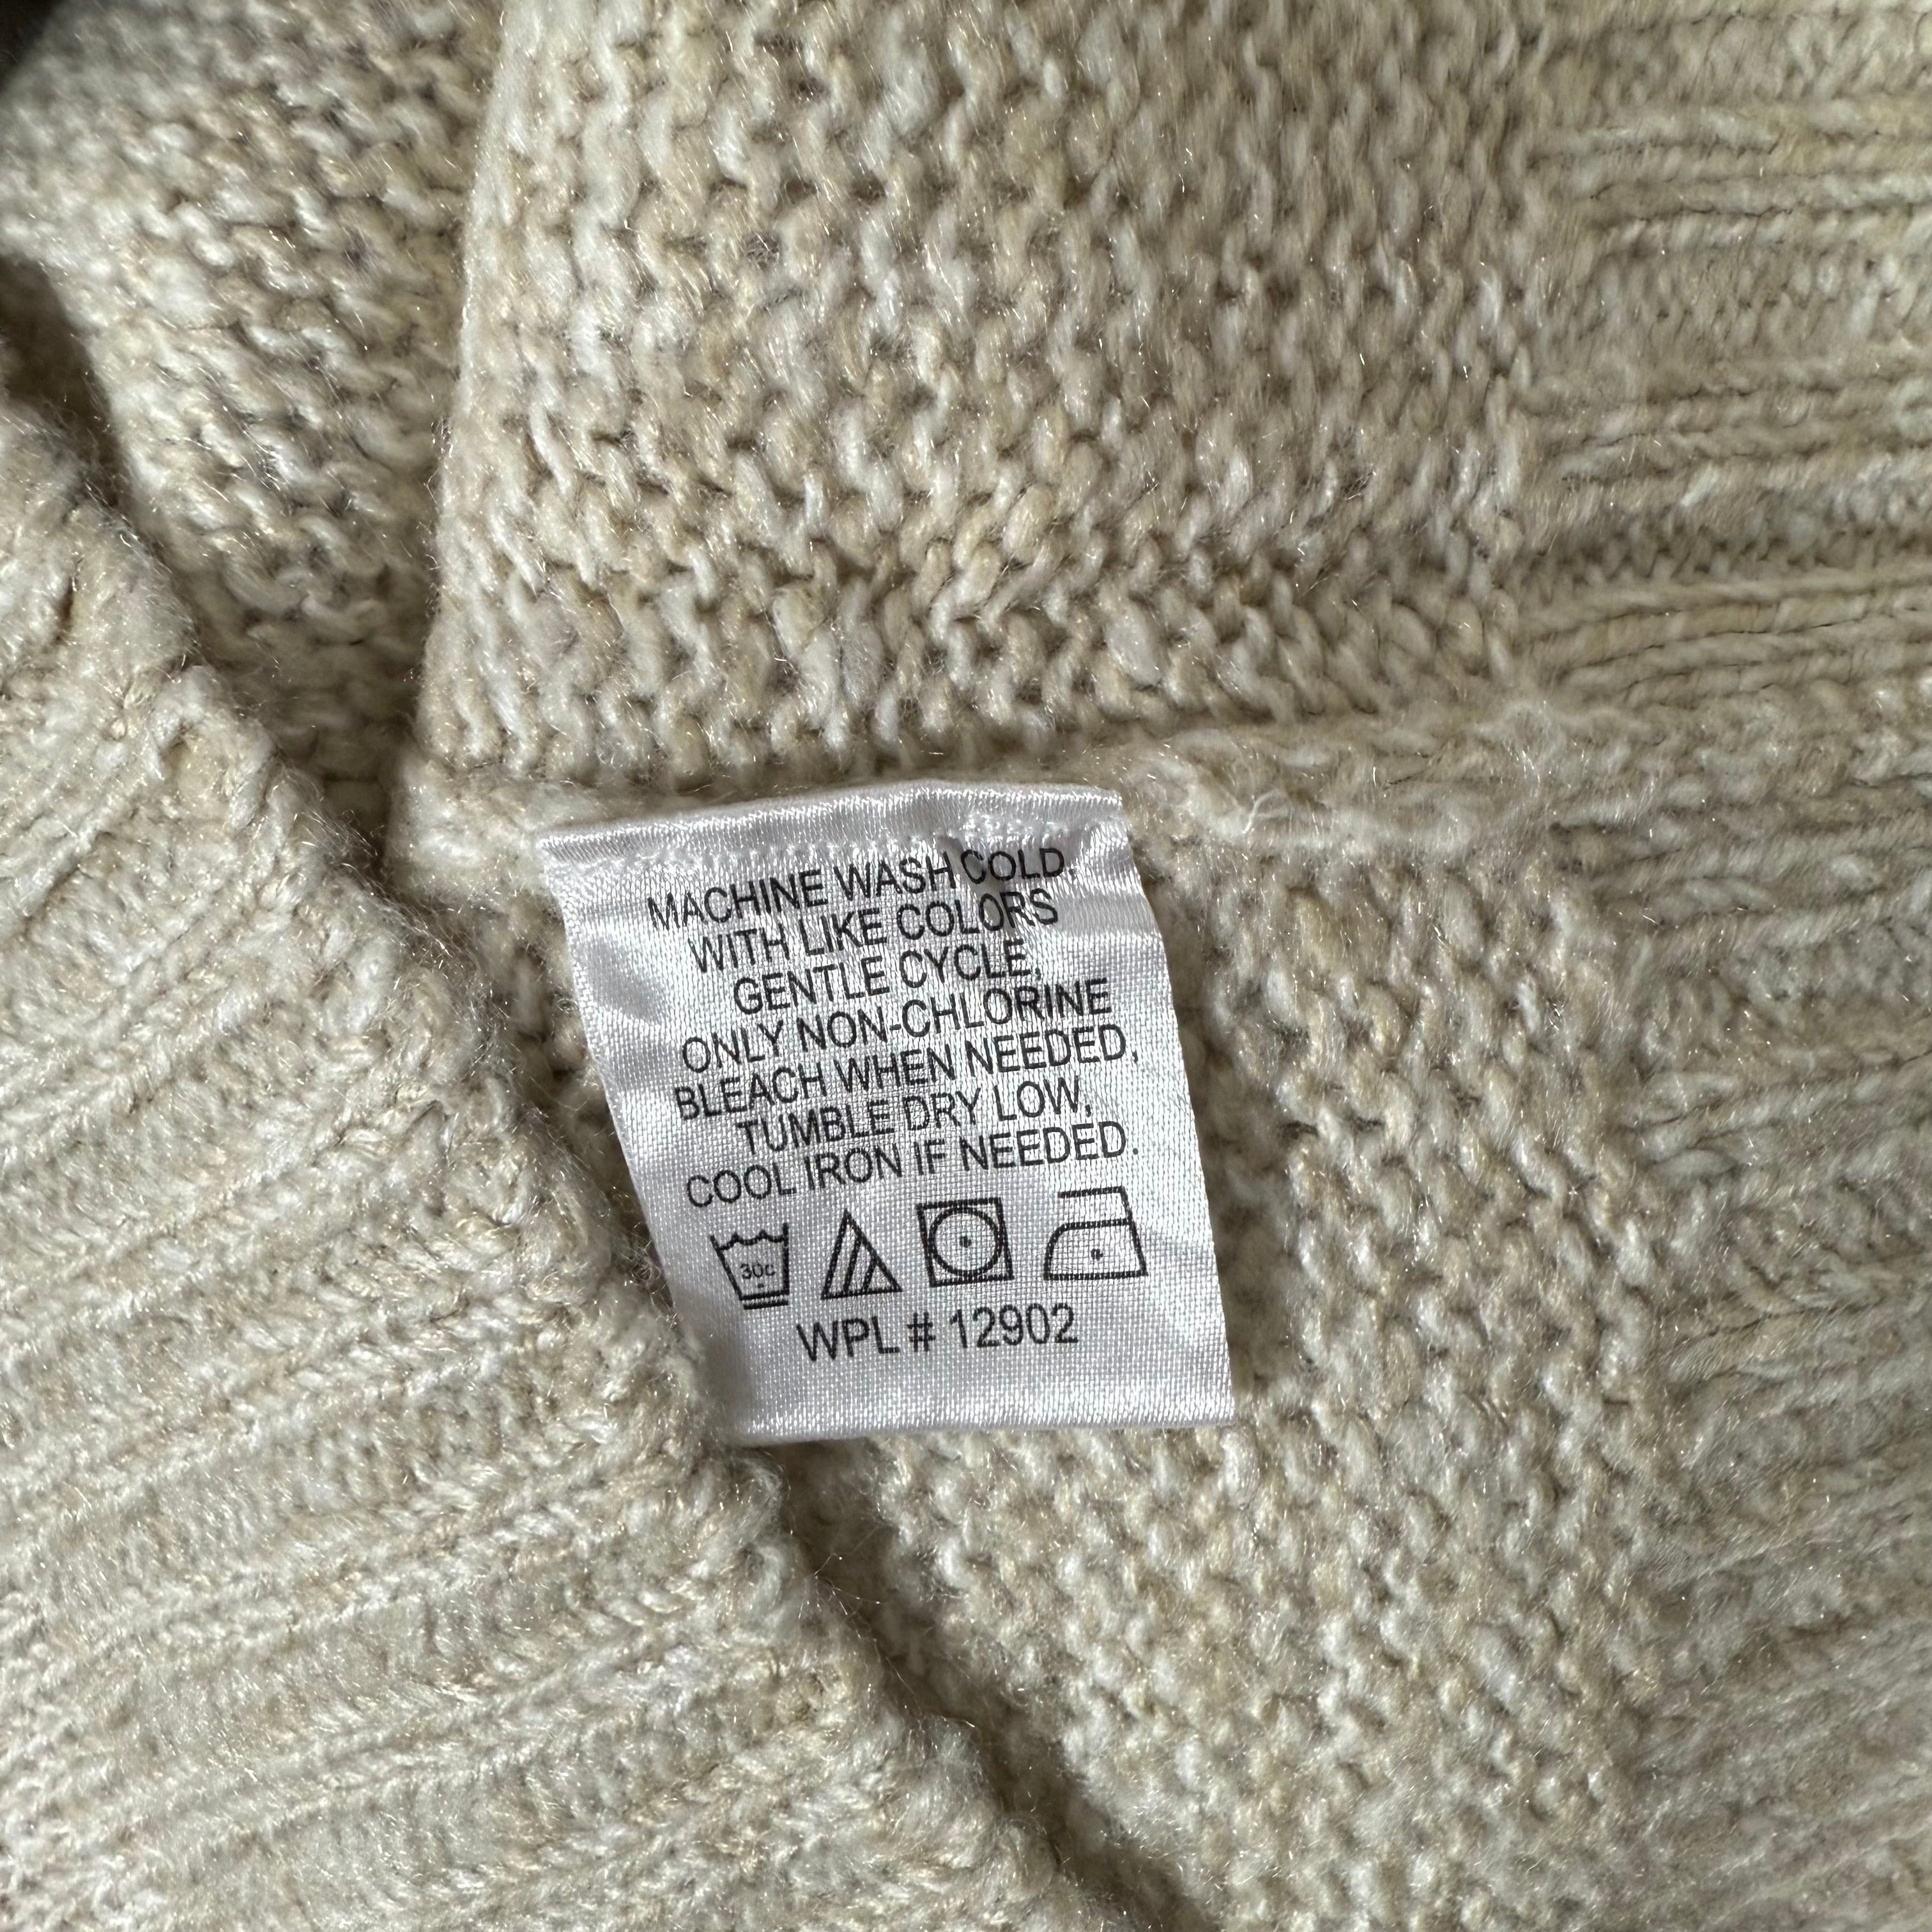 MACHINE WASH COLD,
WITH LIKE COLORS
GENTLE CYCLE,
ONLY NON-CHLORINE
BLEACH WHEN NEEDED,
TUMBLE DRY LOW,
COOL IRON IF NEEDED.
30c
WPL # 12902